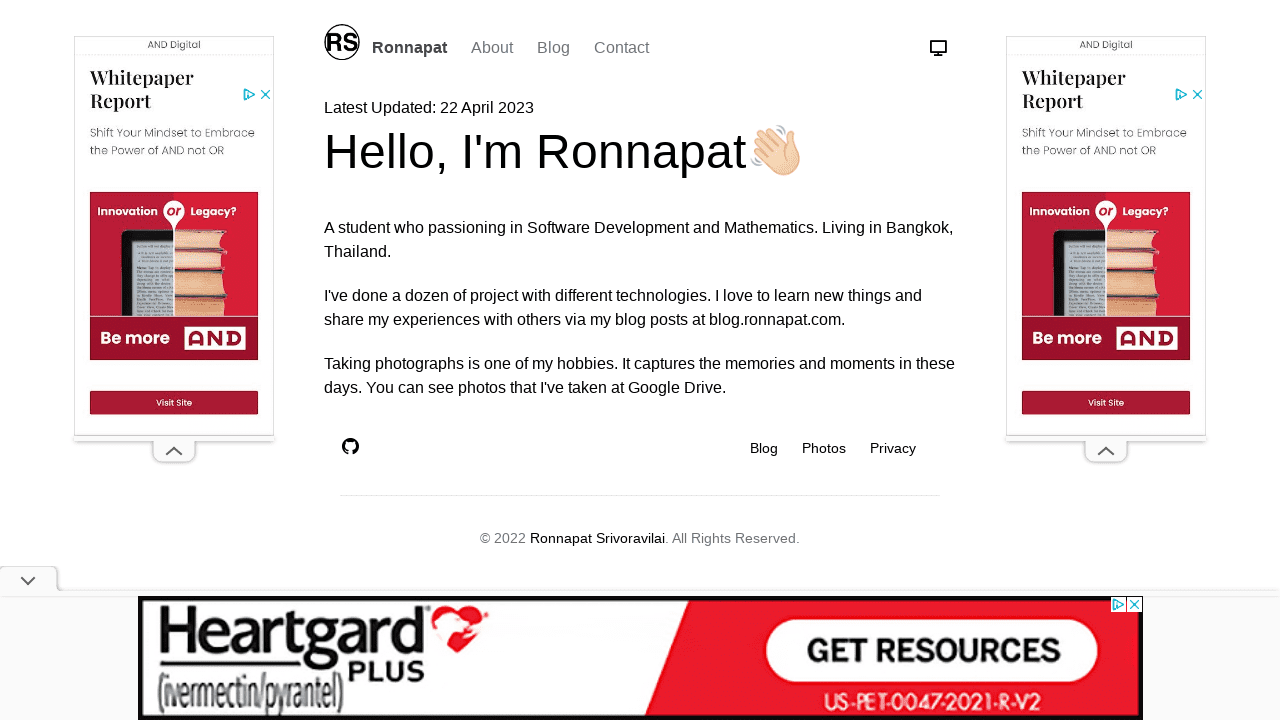 RS Ronnapat About Blog Contact
Latest Updated: 22 April 2023
Hello, I'm Ronnapat
A student who passioning in Software Development and Mathematics. Living in Bangkok,
Thailand.
I've done a dozen of project with different technologies. I love to learn new things and
share my experiences with others via my blog posts at blog.ronnapat.com.
Taking photographs is one of my hobbies. It captures the memories and moments in these
days. You can see photos that I've taken at Google Drive.
Blog Photos Privacy
© 2022 Ronnapat Srivoravilai. All Rights Reserved.
AND Digital
Whitepaper
Report
Shift Your Mindset to Embrace
the Power of AND not OR
Innovation or Legacy?
Be more AND
Visit Site
AND Digital
Whitepaper
Report
Shift Your Mindset to Embrace
the Power of AND not OR
Innovation or Legacy?
Be more AND
Visit Site
Heartgard
PLUS
(ivermectin/pyrantel)
GET RESOURCES
US-PET-0047-2021-R-V2